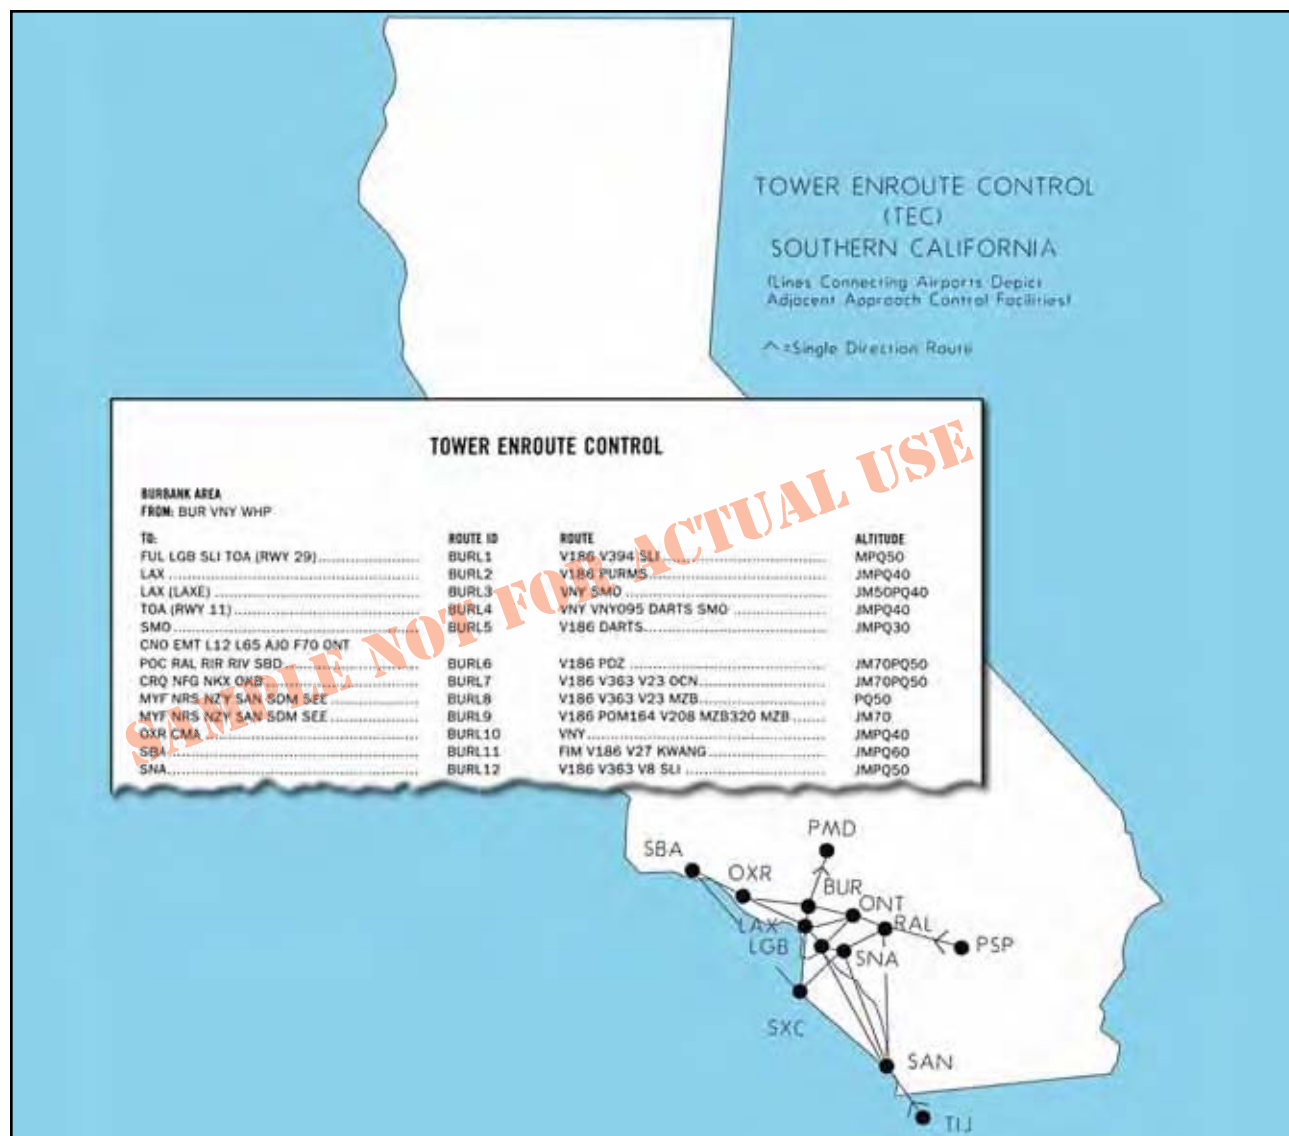 TOWER ENROUTE CONTROL
(TEC)
SOUTHERN CALIFORNIA
(Lines Connecting Airports Depict
Adjacent Approach Control Facilities)
^ =Single Direction Route
TOWER ENROUTE CONTROL
BURBANK AREA
FROM: BUR VNY WHP
TO: ROUTE ID ROUTE ALTITUDE
FUL LGB SLI TOA (RWY 29) BURL1 V186 V394 SLI MPQ50
LAX BURL2 V186 PURMS JMPQ40
LAX (LAXE) BURL3 VNY SMO JM50PQ40
TOA (RWY 11) BURL4 VNY VNY095 DARTS SMO JMPQ40
SMO BURL5 V186 DARTS JMPQ30
CNO EMT L12 L65 AJO F70 ONT
POC RAL RIR RIV SBD BURL6 V186 PDZ JM70PQ50
CRQ NFG NKX OKB BURL7 V186 V363 V23 OCN JM70PQ50
MYF NRS NZY SAN SDM SEE BURL8 V186 V363 V23 MZB PQ50
MYF NRS NZY SAN SDM SEE BURL9 V186 POM164 V208 MZB320 MZB JM70
OXR CMA BURL10 VNY JMPQ40
SBA BURL11 FIM V186 V27 KWANG JMPQ60
SNA BURL12 V186 V363 V8 SLI JMPQ50
SAMPLE NOT FOR ACTUAL USE
PMD
SBA
OXR
BUR
ONT
LAX
RAL
LGB
SNA
PSP
SXC
SAN
TIJ